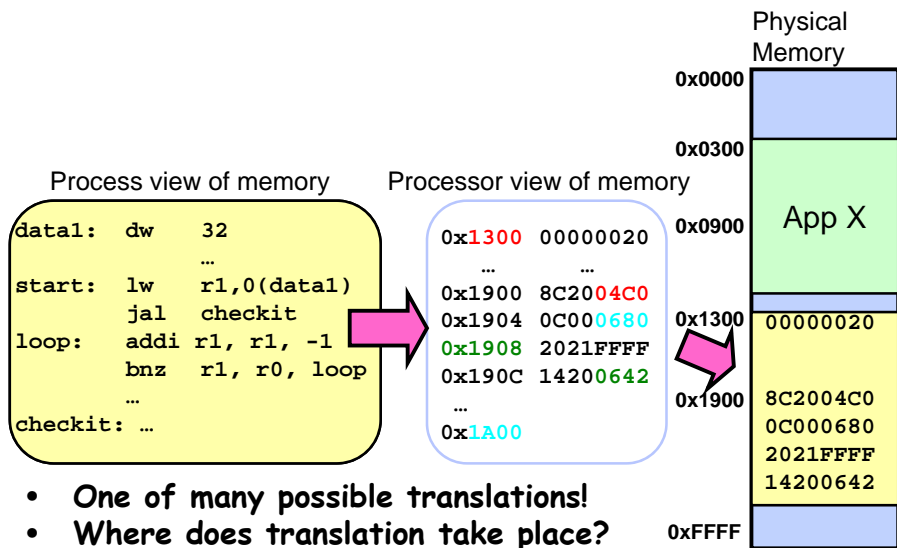 Physical
Memory
0x0000
0x0300
0x0900
App X
0x1300
00000020
0x1900
8C2004C0
0C000680
2021FFFF
14200642
0xFFFF
Process view of memory
data1: dw 32
…
start: lw r1,0(data1)
jal checkit
loop: addi r1, r1, -1
bnz r1, r0, loop
…
checkit: …
Processor view of memory
0x1300 00000020
… …
0x1900 8C2004C0
0x1904 0C000680
0x1908 2021FFFF
0x190C 14200642
…
0x1A00
• One of many possible translations!
• Where does translation take place?